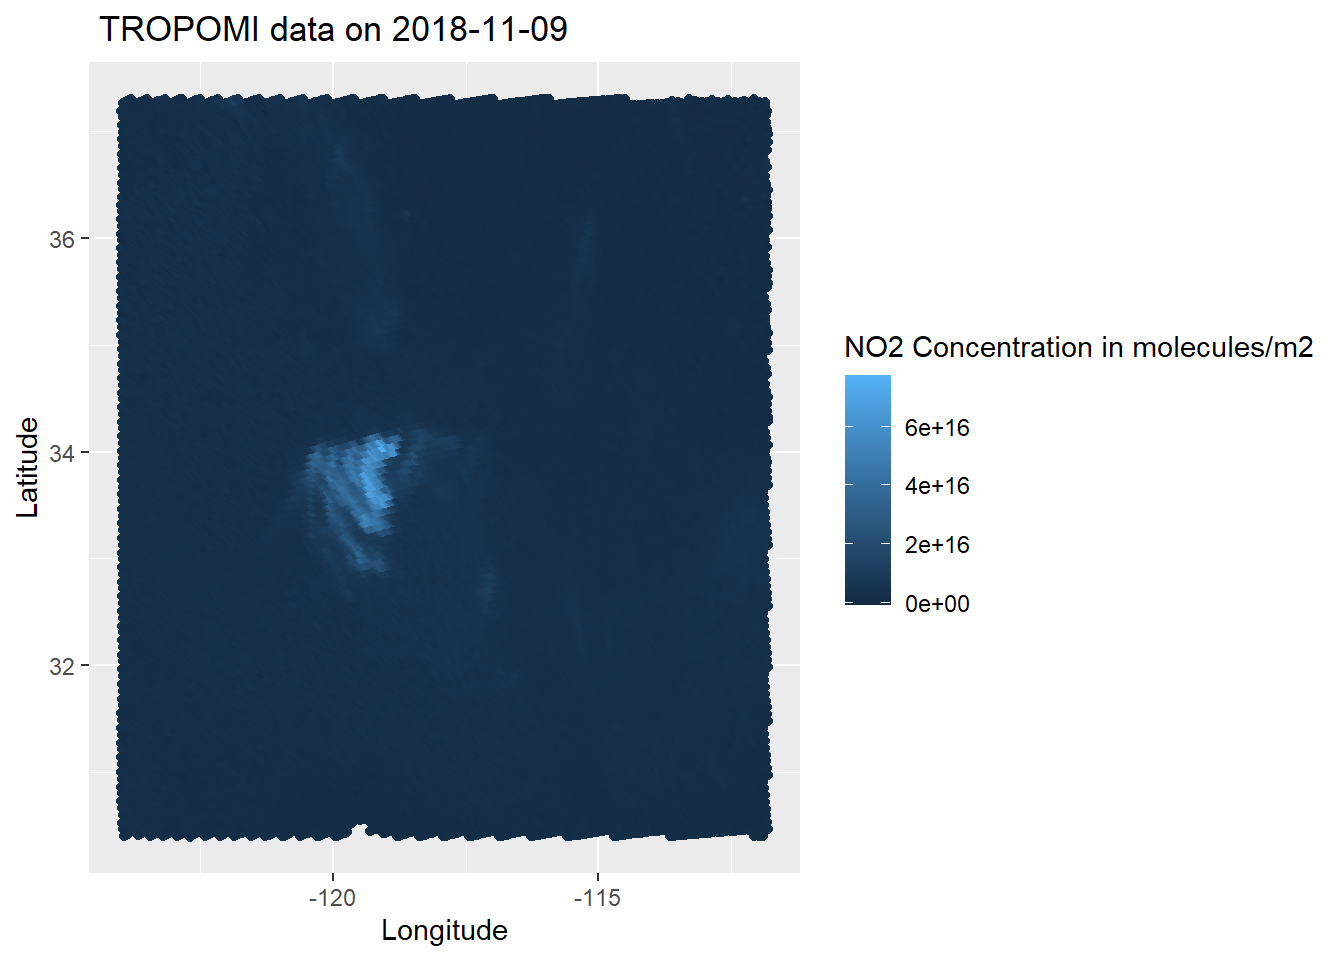 TROPOMI data on 2018-11-09
36
34
32
Latitude
-120
-115
Longitude
NO2 Concentration in molecules/m2
6e+16
4e+16
2e+16
0e+00